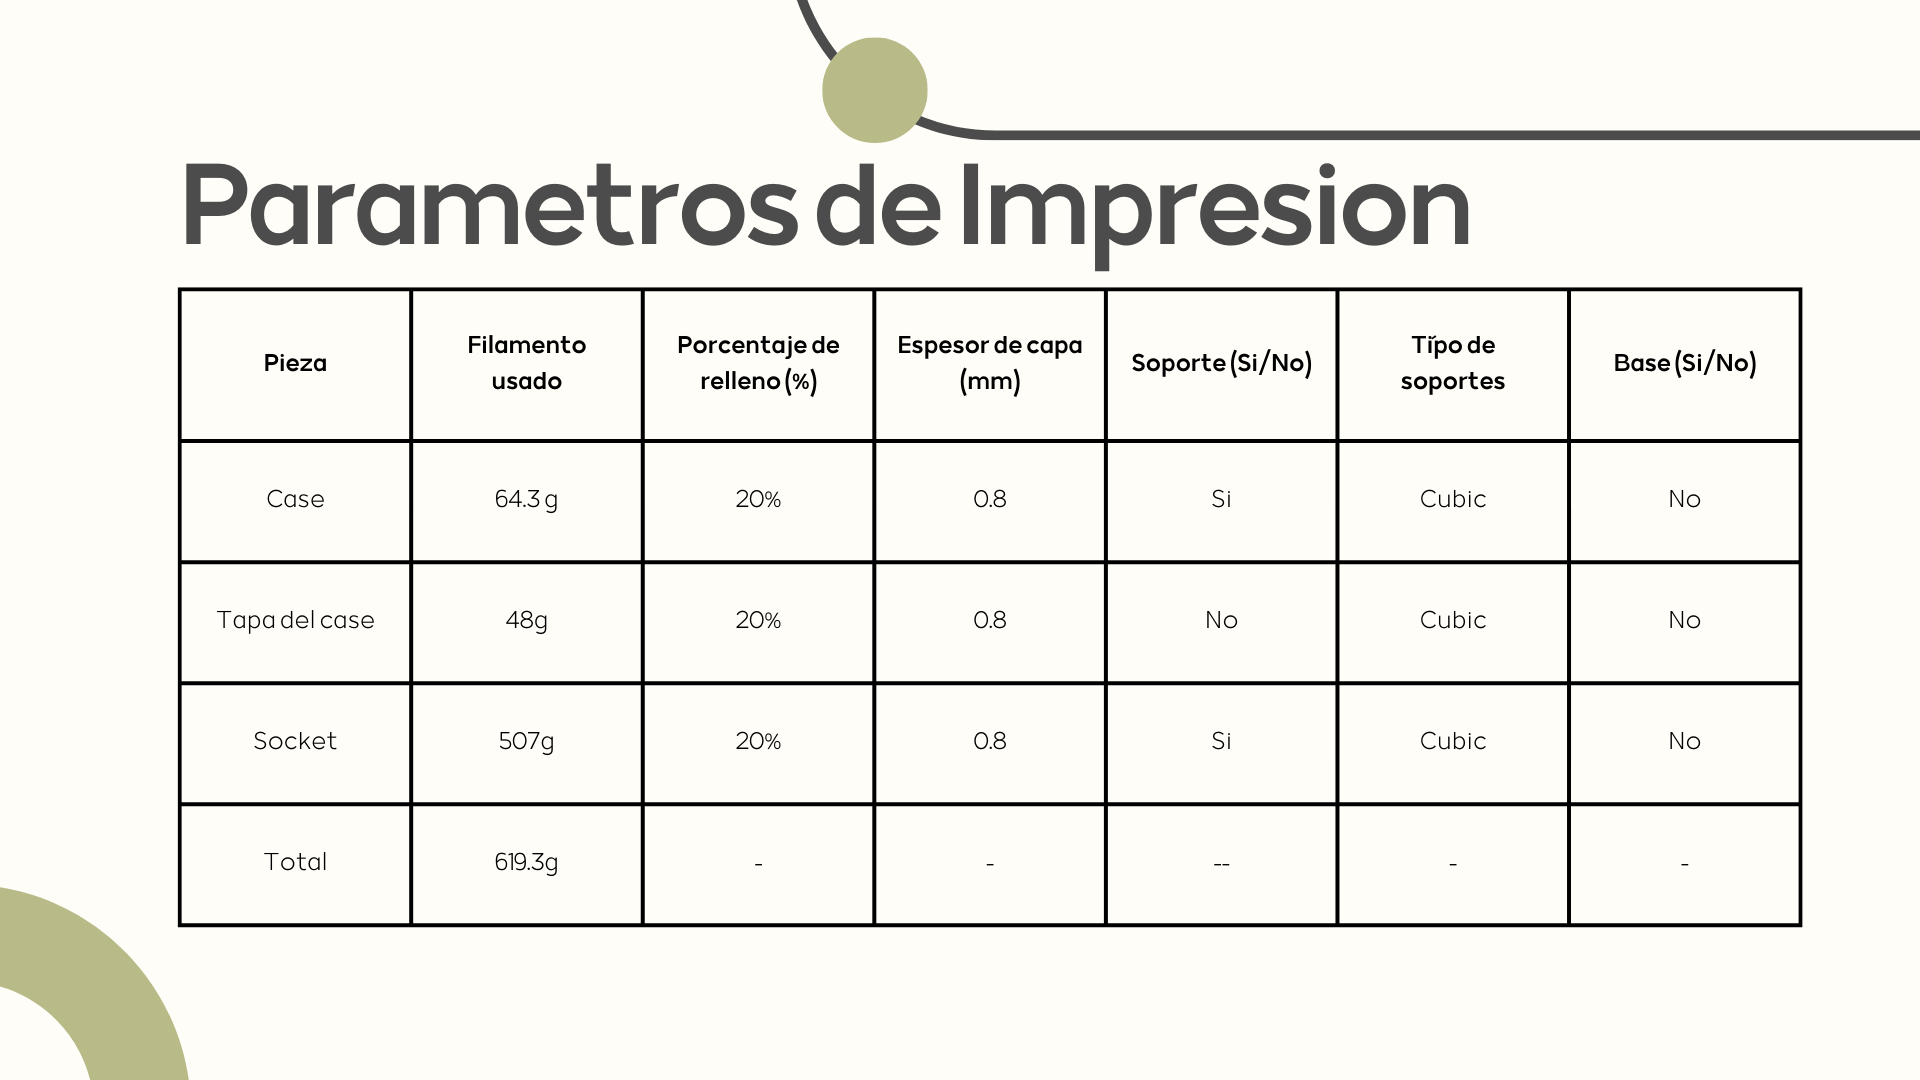 Parametros de Impresion
Pieza
Filamento
usado
Porcentaje de
relleno (%)
Espesor de capa
(mm)
Soporte (Si/No)
Típo de
soportes
Base (Si/No)
Case
64.3 g
20%
0.8
Si
Cubic
No
Tapa del case
48g
20%
0.8
No
Cubic
No
Socket
507g
20%
0.8
Si
Cubic
No
Total
619.3g
-
-
--
-
-